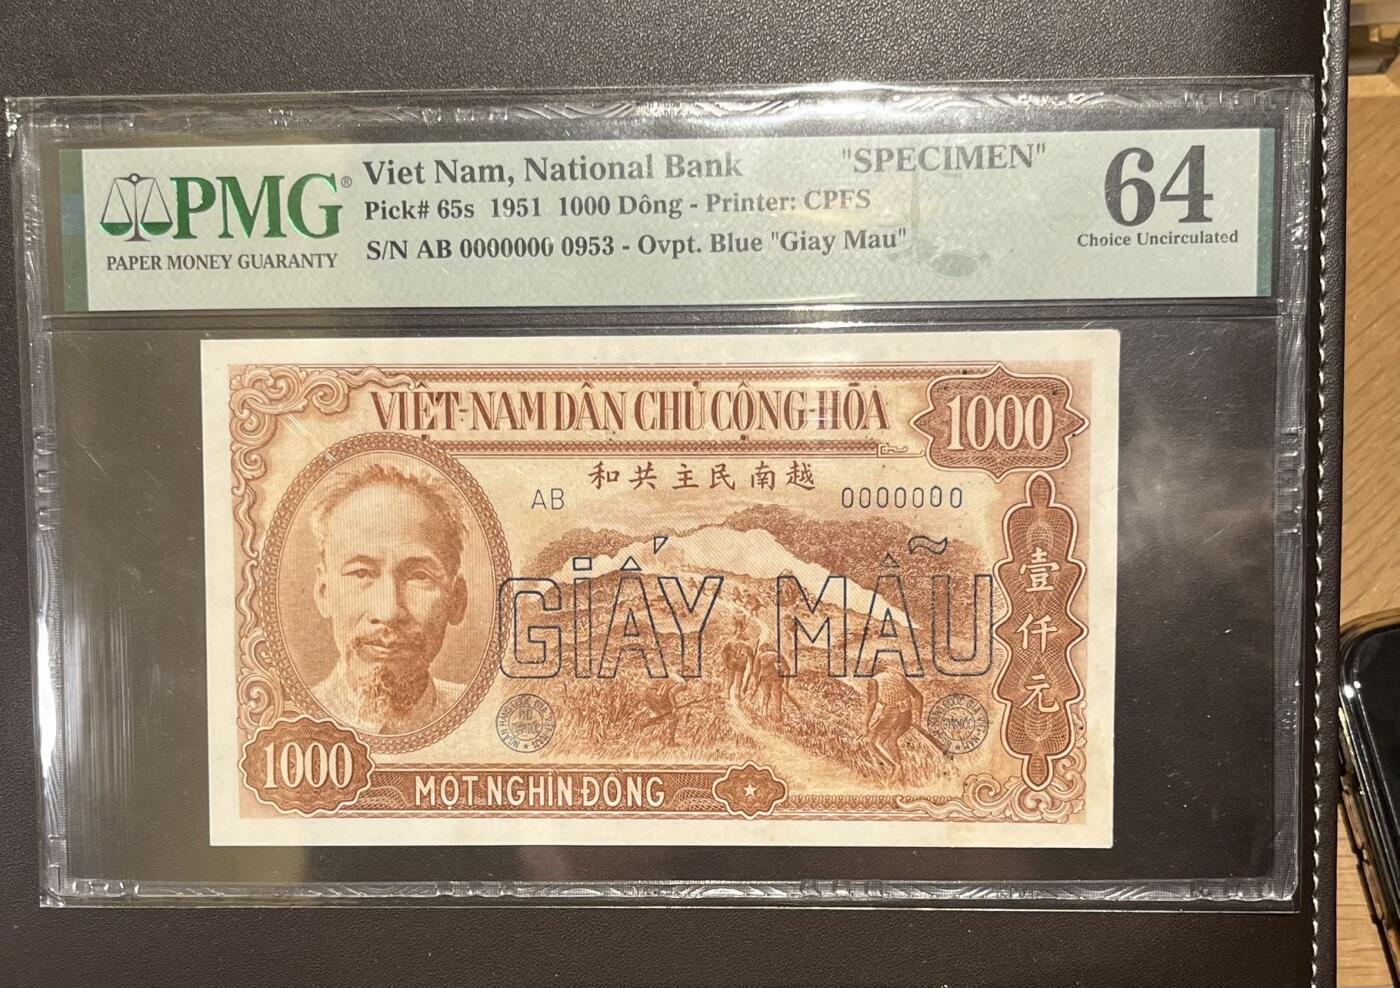 PMG®
PAPER MONEY GUARANTY
Viet Nam, National Bank "SPECIMEN"
Pick# 65s 1951 1000 Dông - Printer: CPFS
S/N AB 0000000 0953 - Ovpt. Blue "Giay Mau"
64
Choice Uncirculated
VIỆT-NAM DÂN CHỦ CỘNG-HÒA
1000
和共主民南越
AB 0000000
GIẤY MẪU
壹仟元
1000
MỘT NGHÌN ĐỒNG